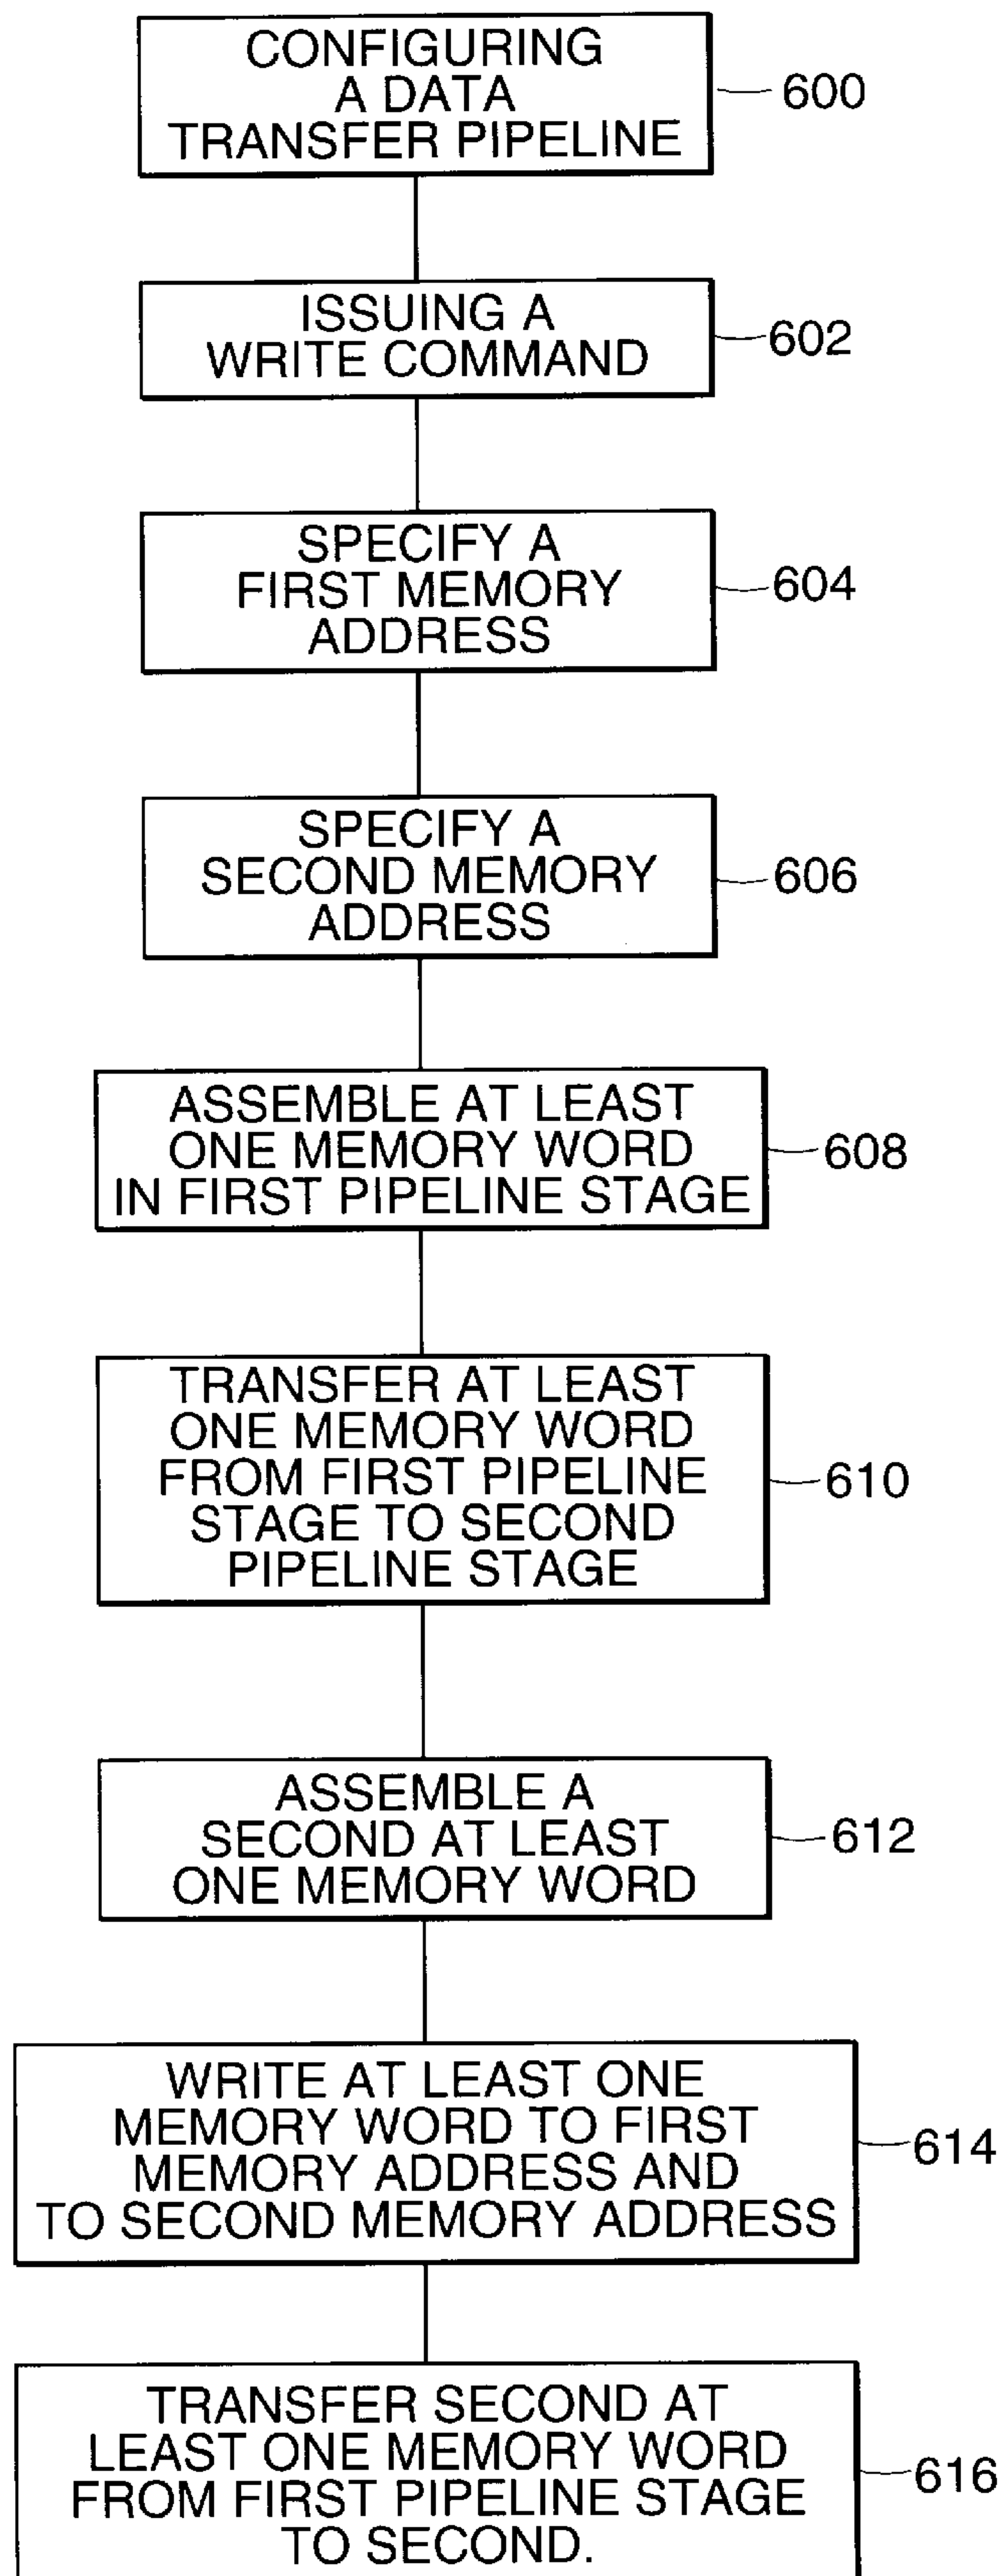 CONFIGURING
A DATA
TRANSFER PIPELINE
600
ISSUING A
WRITE COMMAND
602
SPECIFY A
FIRST MEMORY
ADDRESS
604
SPECIFY A
SECOND MEMORY
ADDRESS
606
ASSEMBLE AT LEAST
ONE MEMORY WORD
IN FIRST PIPELINE STAGE
608
TRANSFER AT LEAST
ONE MEMORY WORD
FROM FIRST PIPELINE
STAGE TO SECOND
PIPELINE STAGE
610
ASSEMBLE A
SECOND AT LEAST
ONE MEMORY WORD
612
WRITE AT LEAST ONE
MEMORY WORD TO FIRST
MEMORY ADDRESS AND
TO SECOND MEMORY ADDRESS
614
TRANSFER SECOND AT
LEAST ONE MEMORY WORD
FROM FIRST PIPELINE STAGE
TO SECOND.
616